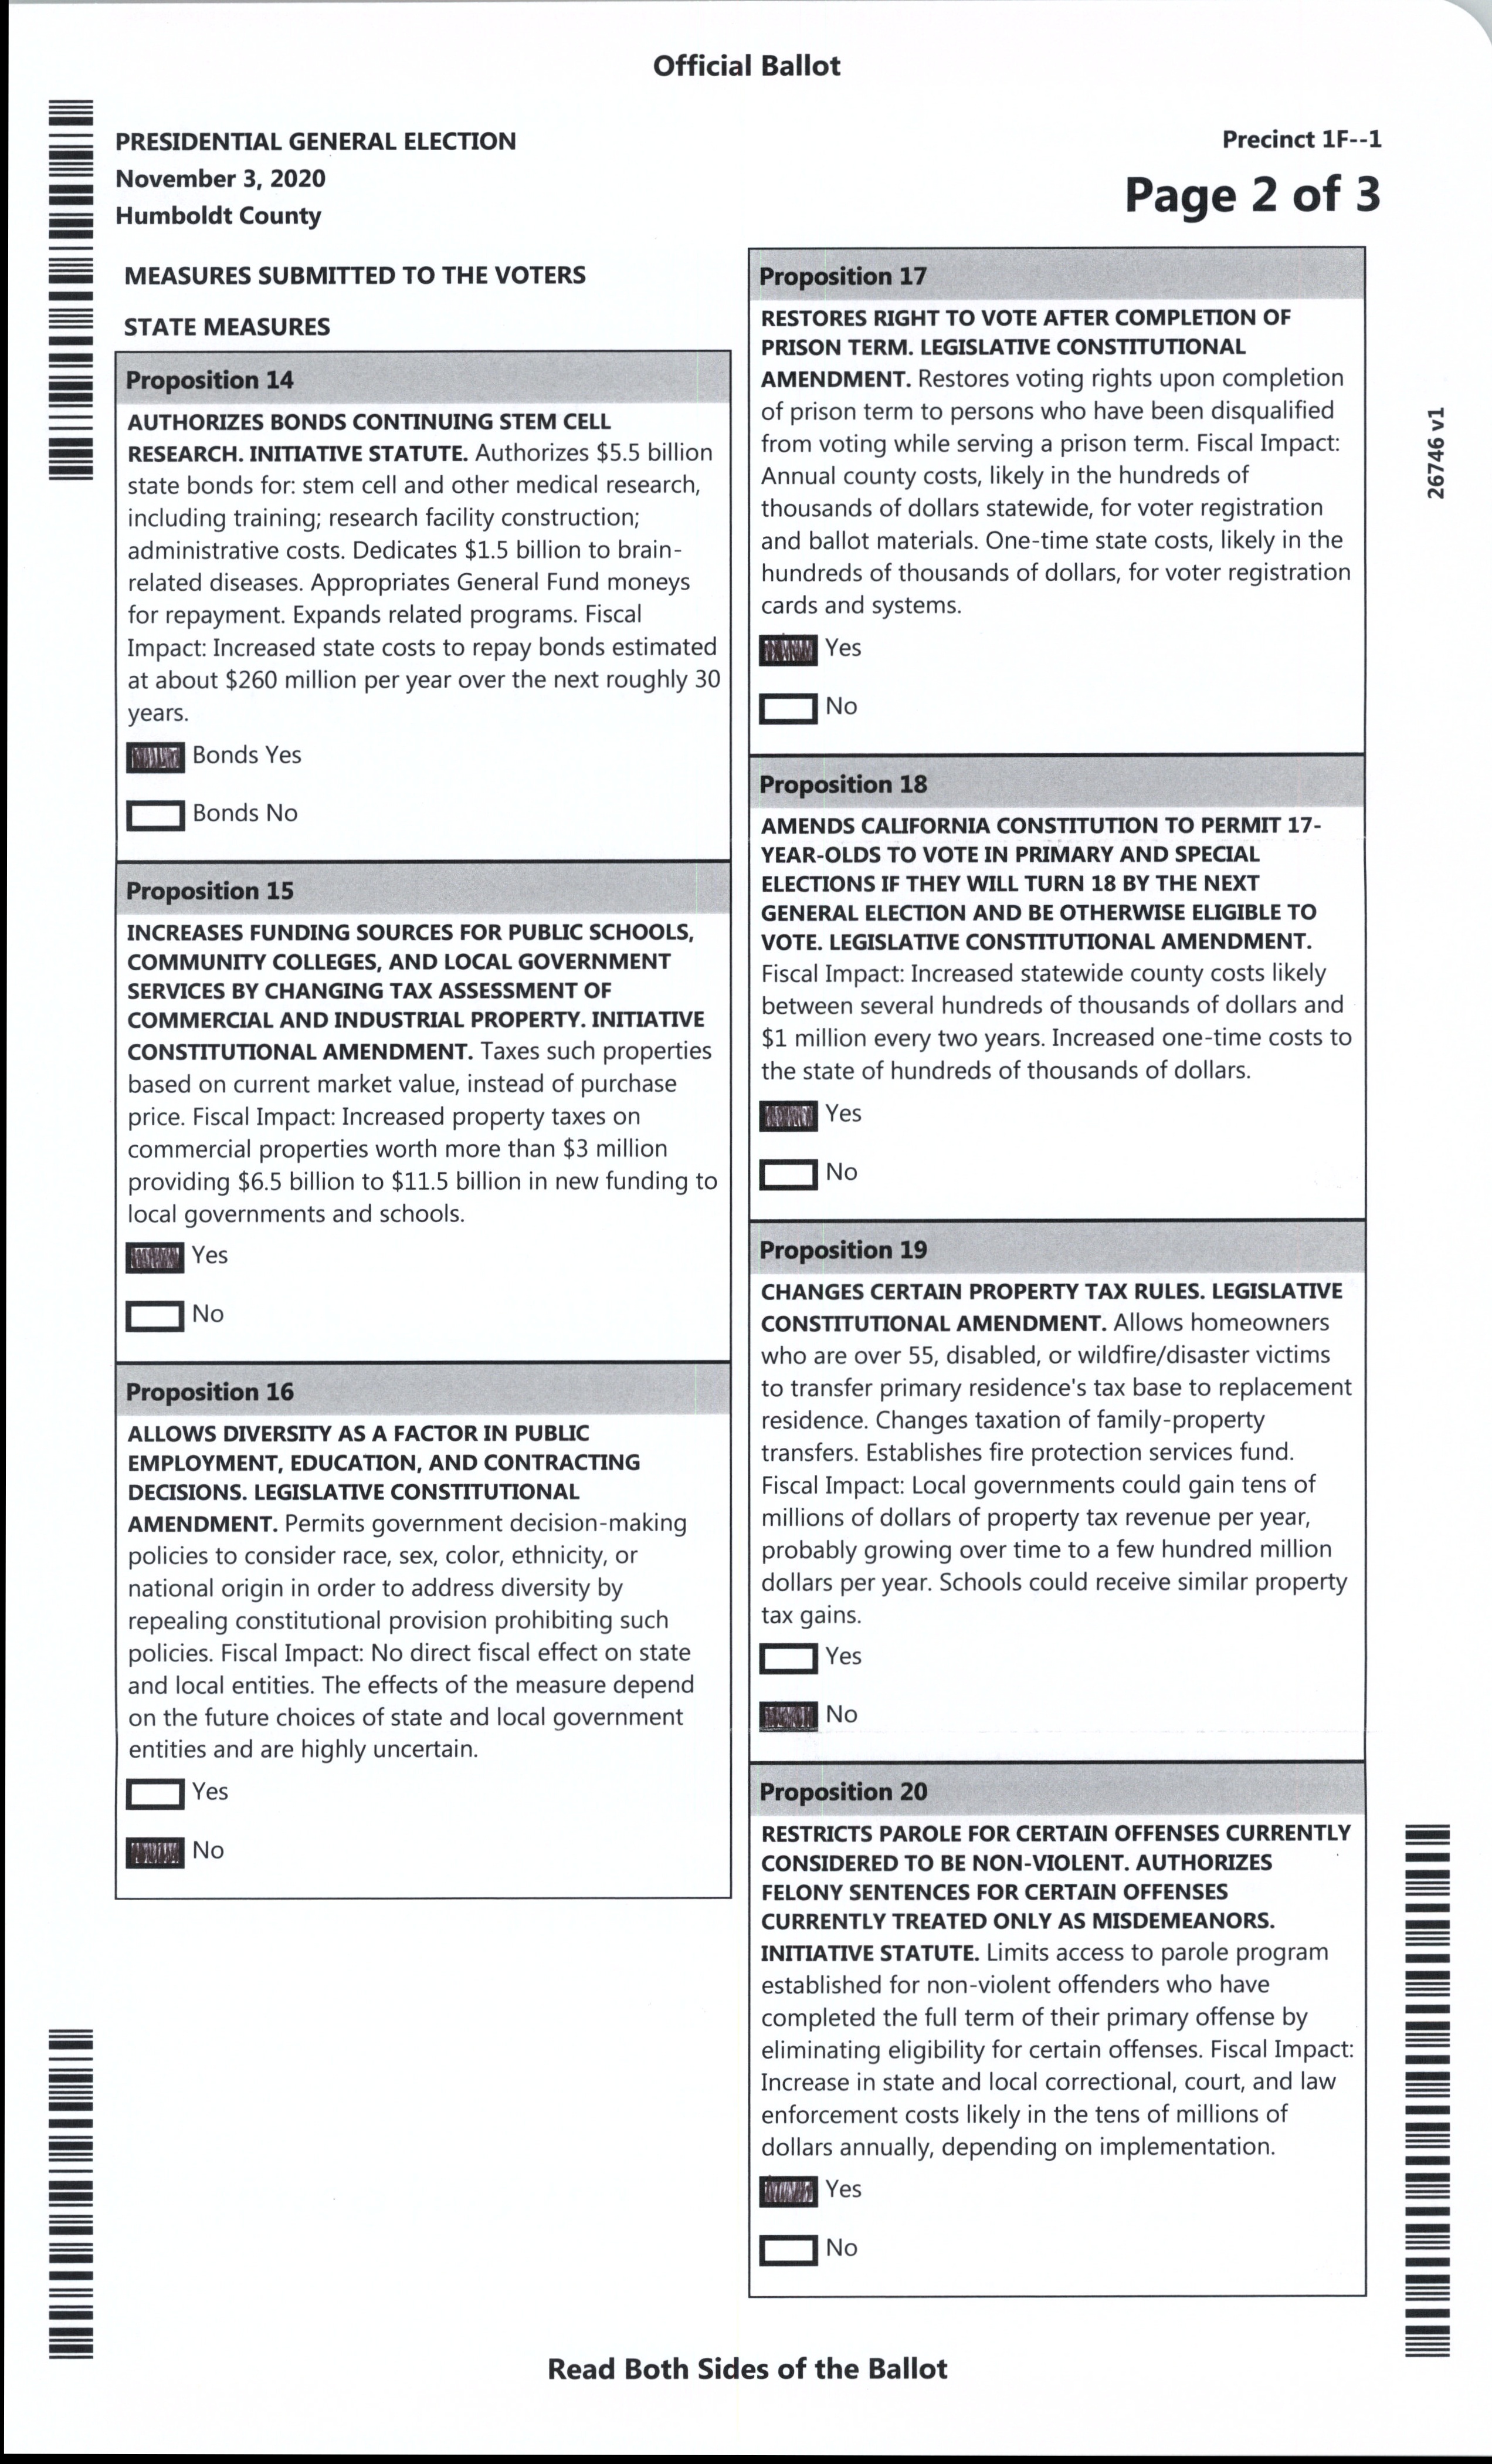 Official Ballot
PRESIDENTIAL GENERAL ELECTION
November 3, 2020
Humboldt County
Precinct 1F--1
Page 2 of 3
MEASURES SUBMITTED TO THE VOTERS
STATE MEASURES
Proposition 14
AUTHORIZES BONDS CONTINUING STEM CELL
RESEARCH. INITIATIVE STATUTE. Authorizes $5.5 billion
state bonds for: stem cell and other medical research,
including training; research facility construction;
administrative costs. Dedicates $1.5 billion to brain-
related diseases. Appropriates General Fund moneys
for repayment. Expands related programs. Fiscal
Impact: Increased state costs to repay bonds estimated
at about $260 million per year over the next roughly 30
years.
Bonds Yes
Bonds No
Proposition 15
INCREASES FUNDING SOURCES FOR PUBLIC SCHOOLS,
COMMUNITY COLLEGES, AND LOCAL GOVERNMENT
SERVICES BY CHANGING TAX ASSESSMENT OF
COMMERCIAL AND INDUSTRIAL PROPERTY. INITIATIVE
CONSTITUTIONAL AMENDMENT. Taxes such properties
based on current market value, instead of purchase
price. Fiscal Impact: Increased property taxes on
commercial properties worth more than $3 million
providing $6.5 billion to $11.5 billion in new funding to
local governments and schools.
Yes
No
Proposition 16
ALLOWS DIVERSITY AS A FACTOR IN PUBLIC
EMPLOYMENT, EDUCATION, AND CONTRACTING
DECISIONS. LEGISLATIVE CONSTITUTIONAL
AMENDMENT. Permits government decision-making
policies to consider race, sex, color, ethnicity, or
national origin in order to address diversity by
repealing constitutional provision prohibiting such
policies. Fiscal Impact: No direct fiscal effect on state
and local entities. The effects of the measure depend
on the future choices of state and local government
entities and are highly uncertain.
Yes
No
Proposition 17
RESTORES RIGHT TO VOTE AFTER COMPLETION OF
PRISON TERM. LEGISLATIVE CONSTITUTIONAL
AMENDMENT. Restores voting rights upon completion
of prison term to persons who have been disqualified
from voting while serving a prison term. Fiscal Impact:
Annual county costs, likely in the hundreds of
thousands of dollars statewide, for voter registration
and ballot materials. One-time state costs, likely in the
hundreds of thousands of dollars, for voter registration
cards and systems.
Yes
No
Proposition 18
AMENDS CALIFORNIA CONSTITUTION TO PERMIT 17-
YEAR-OLDS TO VOTE IN PRIMARY AND SPECIAL
ELECTIONS IF THEY WILL TURN 18 BY THE NEXT
GENERAL ELECTION AND BE OTHERWISE ELIGIBLE TO
VOTE. LEGISLATIVE CONSTITUTIONAL AMENDMENT.
Fiscal Impact: Increased statewide county costs likely
between several hundreds of thousands of dollars and
$1 million every two years. Increased one-time costs to
the state of hundreds of thousands of dollars.
Yes
No
Proposition 19
CHANGES CERTAIN PROPERTY TAX RULES. LEGISLATIVE
CONSTITUTIONAL AMENDMENT. Allows homeowners
who are over 55, disabled, or wildfire/disaster victims
to transfer primary residence's tax base to replacement
residence. Changes taxation of family-property
transfers. Establishes fire protection services fund.
Fiscal Impact: Local governments could gain tens of
millions of dollars of property tax revenue per year,
probably growing over time to a few hundred million
dollars per year. Schools could receive similar property
tax gains.
Yes
No
Proposition 20
RESTRICTS PAROLE FOR CERTAIN OFFENSES CURRENTLY
CONSIDERED TO BE NON-VIOLENT. AUTHORIZES
FELONY SENTENCES FOR CERTAIN OFFENSES
CURRENTLY TREATED ONLY AS MISDEMEANORS.
INITIATIVE STATUTE. Limits access to parole program
established for non-violent offenders who have
completed the full term of their primary offense by
eliminating eligibility for certain offenses. Fiscal Impact:
Increase in state and local correctional, court, and law
enforcement costs likely in the tens of millions of
dollars annually, depending on implementation.
Yes
No
26746 v1
Read Both Sides of the Ballot